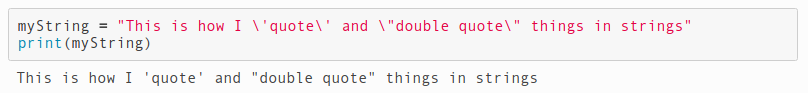 myString = "This is how I \'quote\' and \"double quote\" things in strings"
print(myString)
This is how I 'quote' and "double quote" things in strings